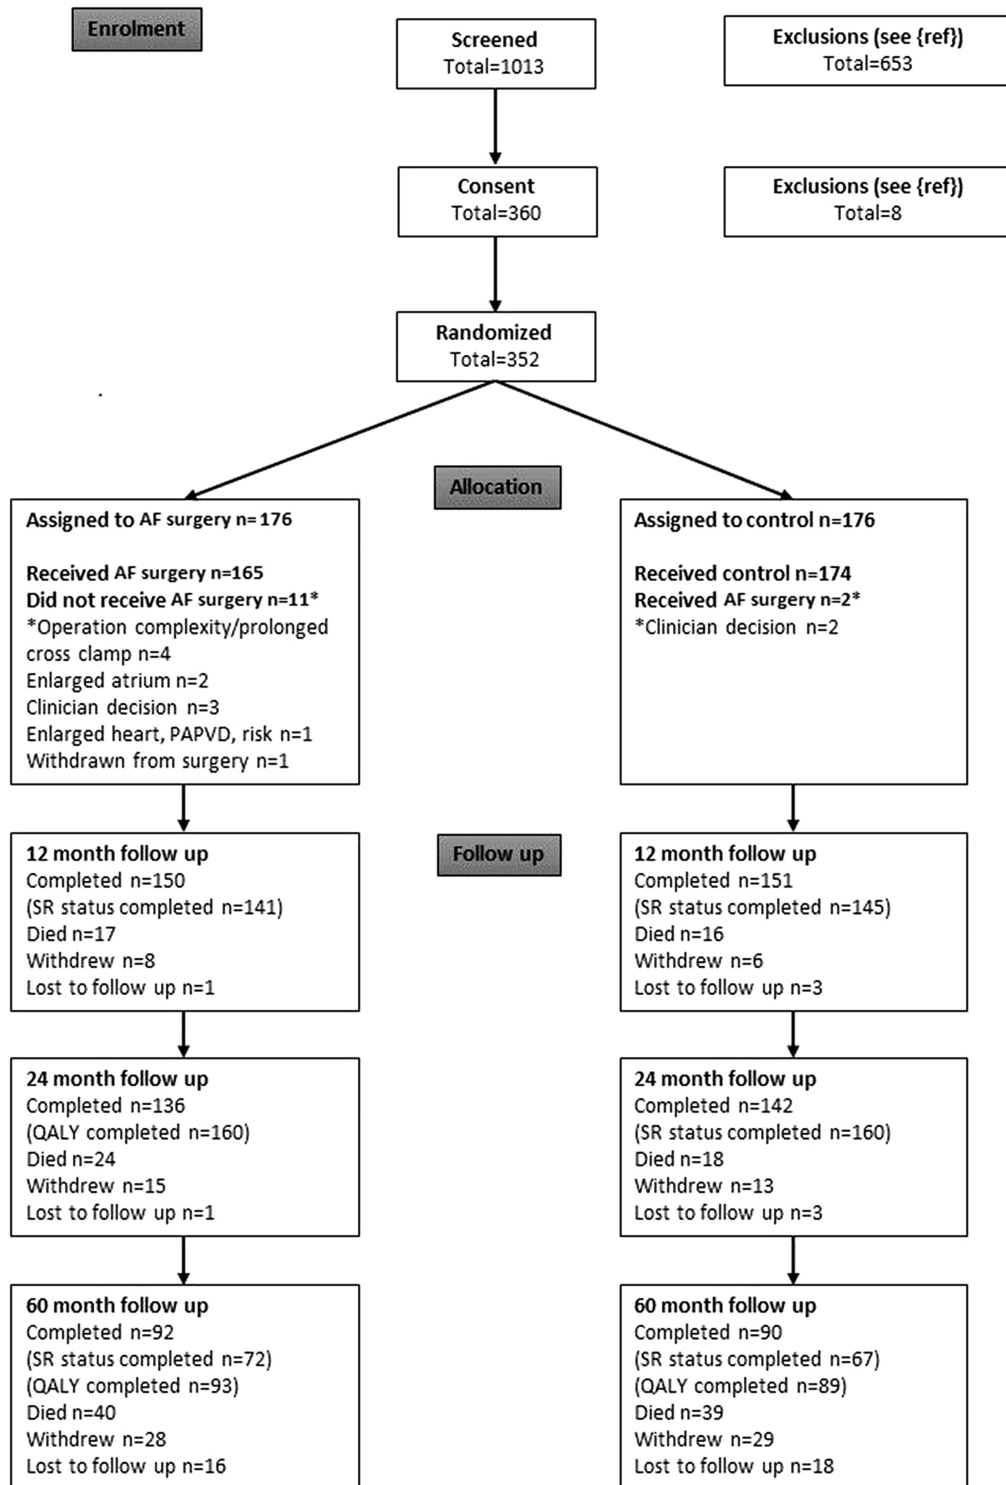 Enrolment
Screened
Total=1013
Exclusions (see {ref})
Total=653
Consent
Total=360
Exclusions (see {ref})
Total=8
Randomized
Total=352
Allocation
Assigned to AF surgery n=176
Received AF surgery n=165
Did not receive AF surgery n=11*
*Operation complexity/prolonged
cross clamp n=4
Enlarged atrium n=2
Clinician decision n=3
Enlarged heart, PAPVD, risk n=1
Withdrawn from surgery n=1
Assigned to control n=176
Received control n=174
Received AF surgery n=2*
*Clinician decision n=2
Follow up
12 month follow up
Completed n=150
(SR status completed n=141)
Died n=17
Withdrew n=8
Lost to follow up n=1
12 month follow up
Completed n=151
(SR status completed n=145)
Died n=16
Withdrew n=6
Lost to follow up n=3
24 month follow up
Completed n=136
(QALY completed n=160)
Died n=24
Withdrew n=15
Lost to follow up n=1
24 month follow up
Completed n=142
(SR status completed n=160)
Died n=18
Withdrew n=13
Lost to follow up n=3
60 month follow up
Completed n=92
(SR status completed n=72)
(QALY completed n=93)
Died n=40
Withdrew n=28
Lost to follow up n=16
60 month follow up
Completed n=90
(SR status completed n=67)
(QALY completed n=89)
Died n=39
Withdrew n=29
Lost to follow up n=18